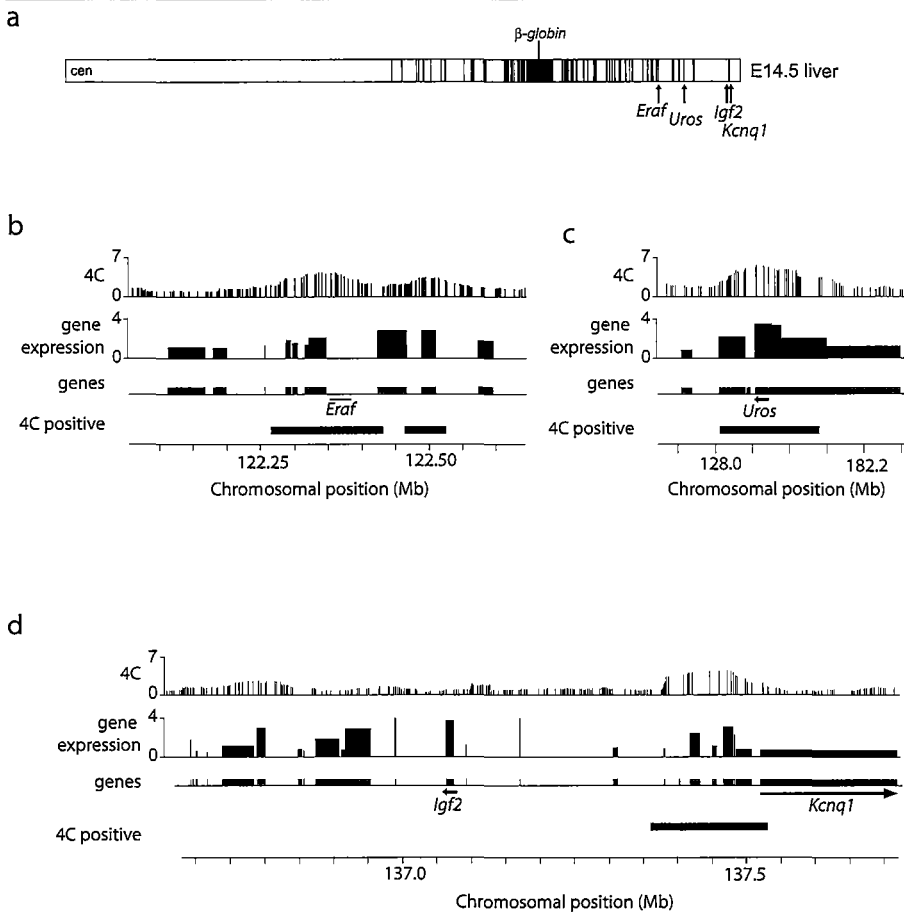 a
β-globin
cen
E14.5 liver
Eraf
Uros
Igf2
Kcnq1
b
7
4C
0
4
gene
expression
0
genes
Eraf
4C positive
122.25 122.50
Chromosomal position (Mb)
c
7
4C
0
4
gene
expression
0
genes
Uros
4C positive
128.0 182.2
Chromosomal position (Mb)
d
7
4C
0
4
gene
expression
0
genes
Igf2 Kcnq1
4C positive
137.0 137.5
Chromosomal position (Mb)